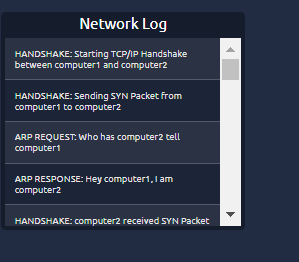 Network Log
HANDSHAKE: Starting TCP/IP Handshake
between computer1 and computer2
HANDSHAKE: Sending SYN Packet from
computer1 to computer2
ARP REQUEST: Who has computer2 tell
computer1
ARP RESPONSE: Hey computer1, I am
computer2
HANDSHAKE: computer2 received SYN Packet